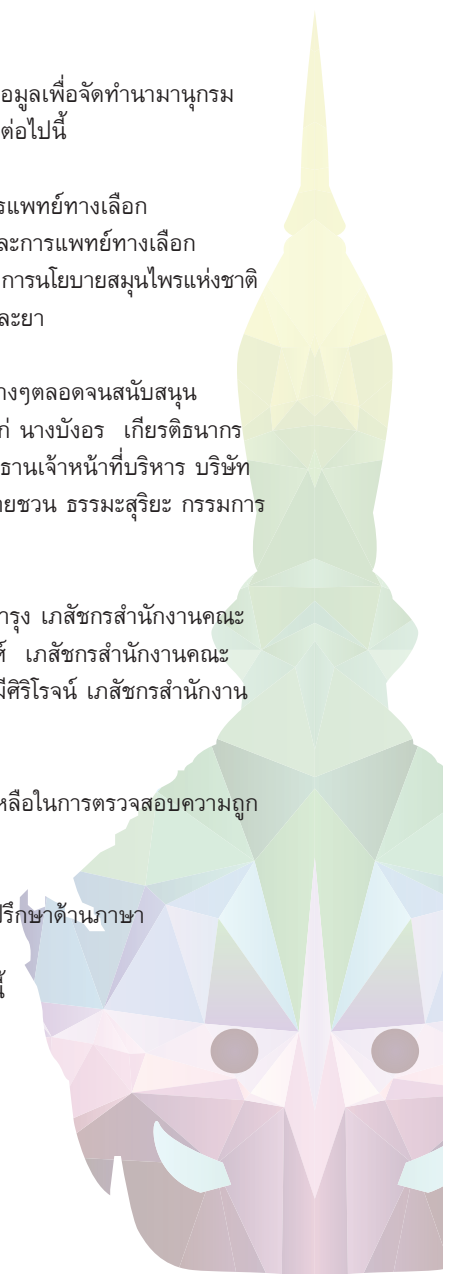 อมูลเพื่อจัดทำนามานุกรม
ต่อไปนี้
รแพทย์ทางเลือก
ละการแพทย์ทางเลือก
การนโยบายสมุนไพรแห่งชาติ
ละยา
างๆตลอดจนสนับสนุน
ก่ นางบังอร เกียรติธนากร
ธานเจ้าหน้าที่บริหาร บริษัท
ายชวน ธรรมะสุริยะ กรรมการ
ารุง เภสัชกรสำนักงานคณะ
ฑ์ เภสัชกรสำนักงานคณะ
มีศิริโรจน์ เภสัชกรสำนักงาน
หลือในการตรวจสอบความถูก
ปรึกษาด้านภาษา
นี้